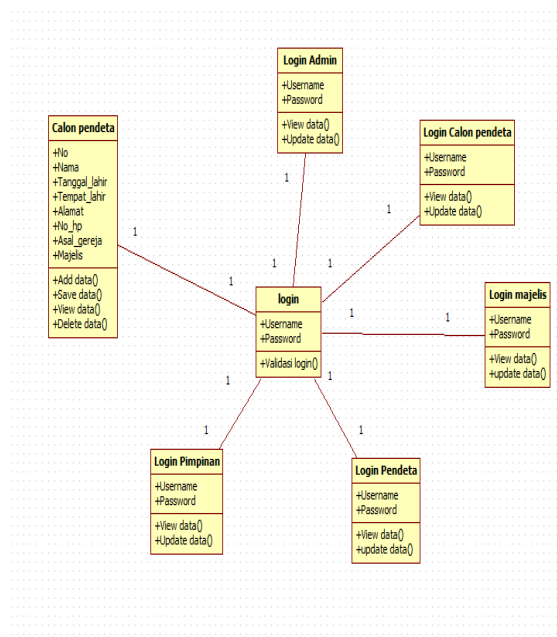 Login Admin
+Username
+Password
+View data()
+Update data()
Calon pendeta
+No
+Nama
+Tanggal_lahir
+Tempat_lahir
+Alamat
+No_hp
+Asal_gereja
+Majelis
+Add data()
+Save data()
+View data()
+Delete data()
Login Calon pendeta
+Username
+Password
+View data()
+Update data()
1
1
1
1
1
1
login
+Username
+Password
+Validasi login()
1
1
Login majelis
+Username
+Password
+View data()
+update data()
1
1
1
1
Login Pimpinan
+Username
+Password
+View data()
+Update data()
Login Pendeta
+Username
+Password
+View data()
+update data()